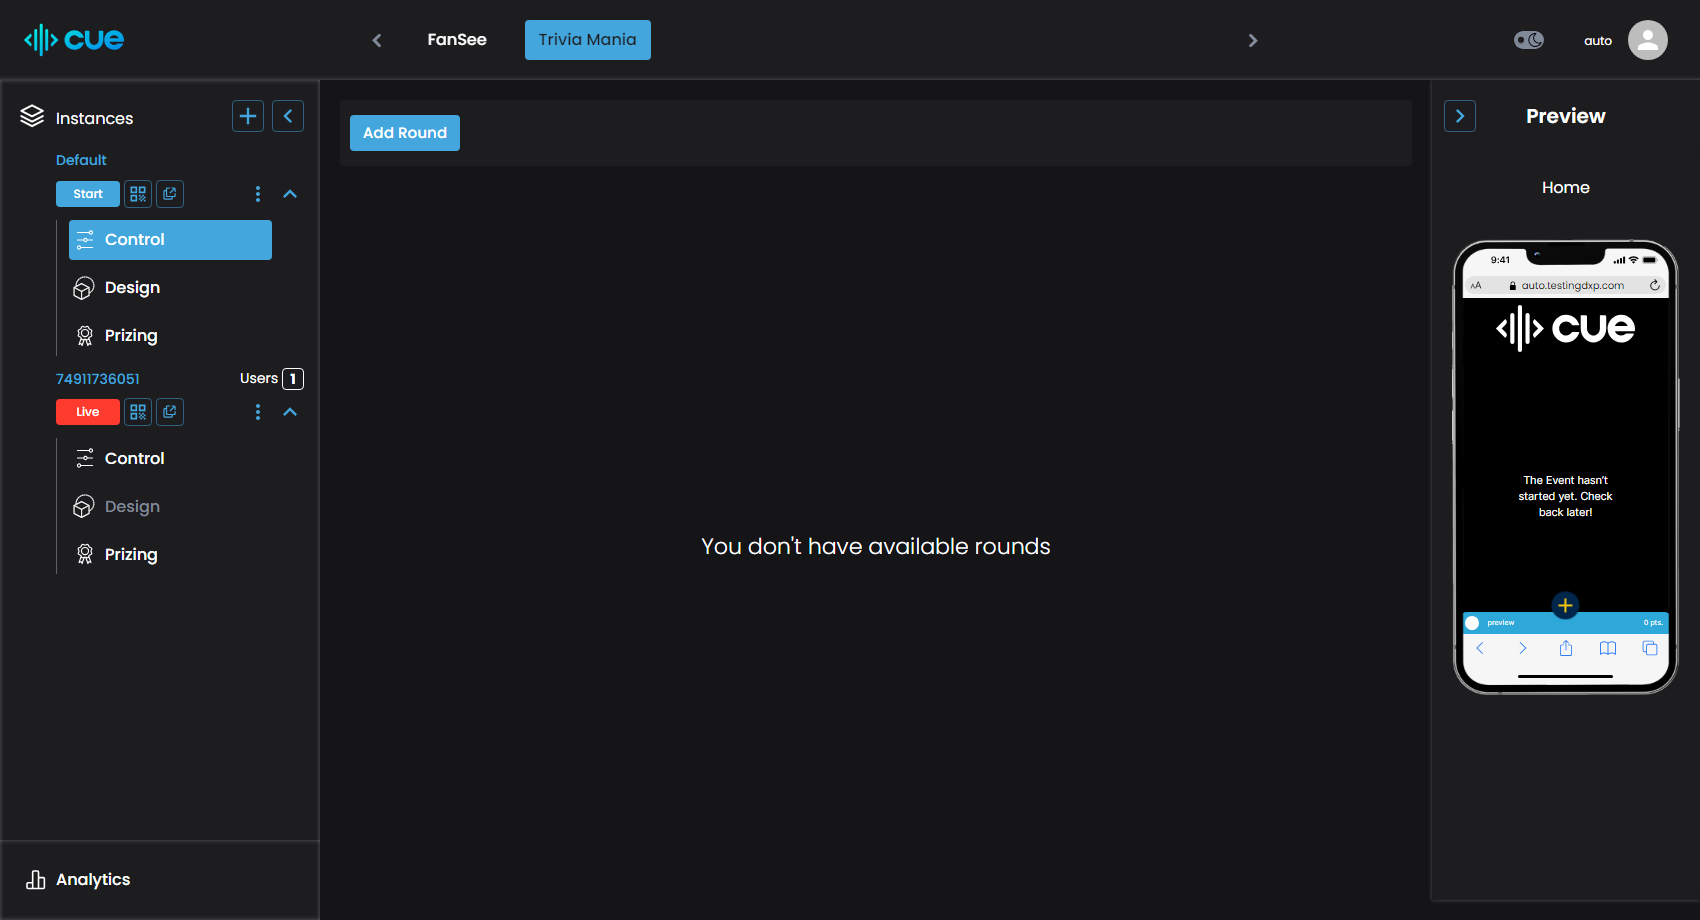 cue
FanSee
Trivia Mania
auto
Instances
Default
Start
Control
Design
Prizing
74911736051
Users 1
Live
Control
Design
Prizing
Analytics
Add Round
You don't have available rounds
Preview
Home
9:41
AA
auto.testingdxp.com
cue
The Event hasn't
started yet. Check
back later!
preview
0 pts.